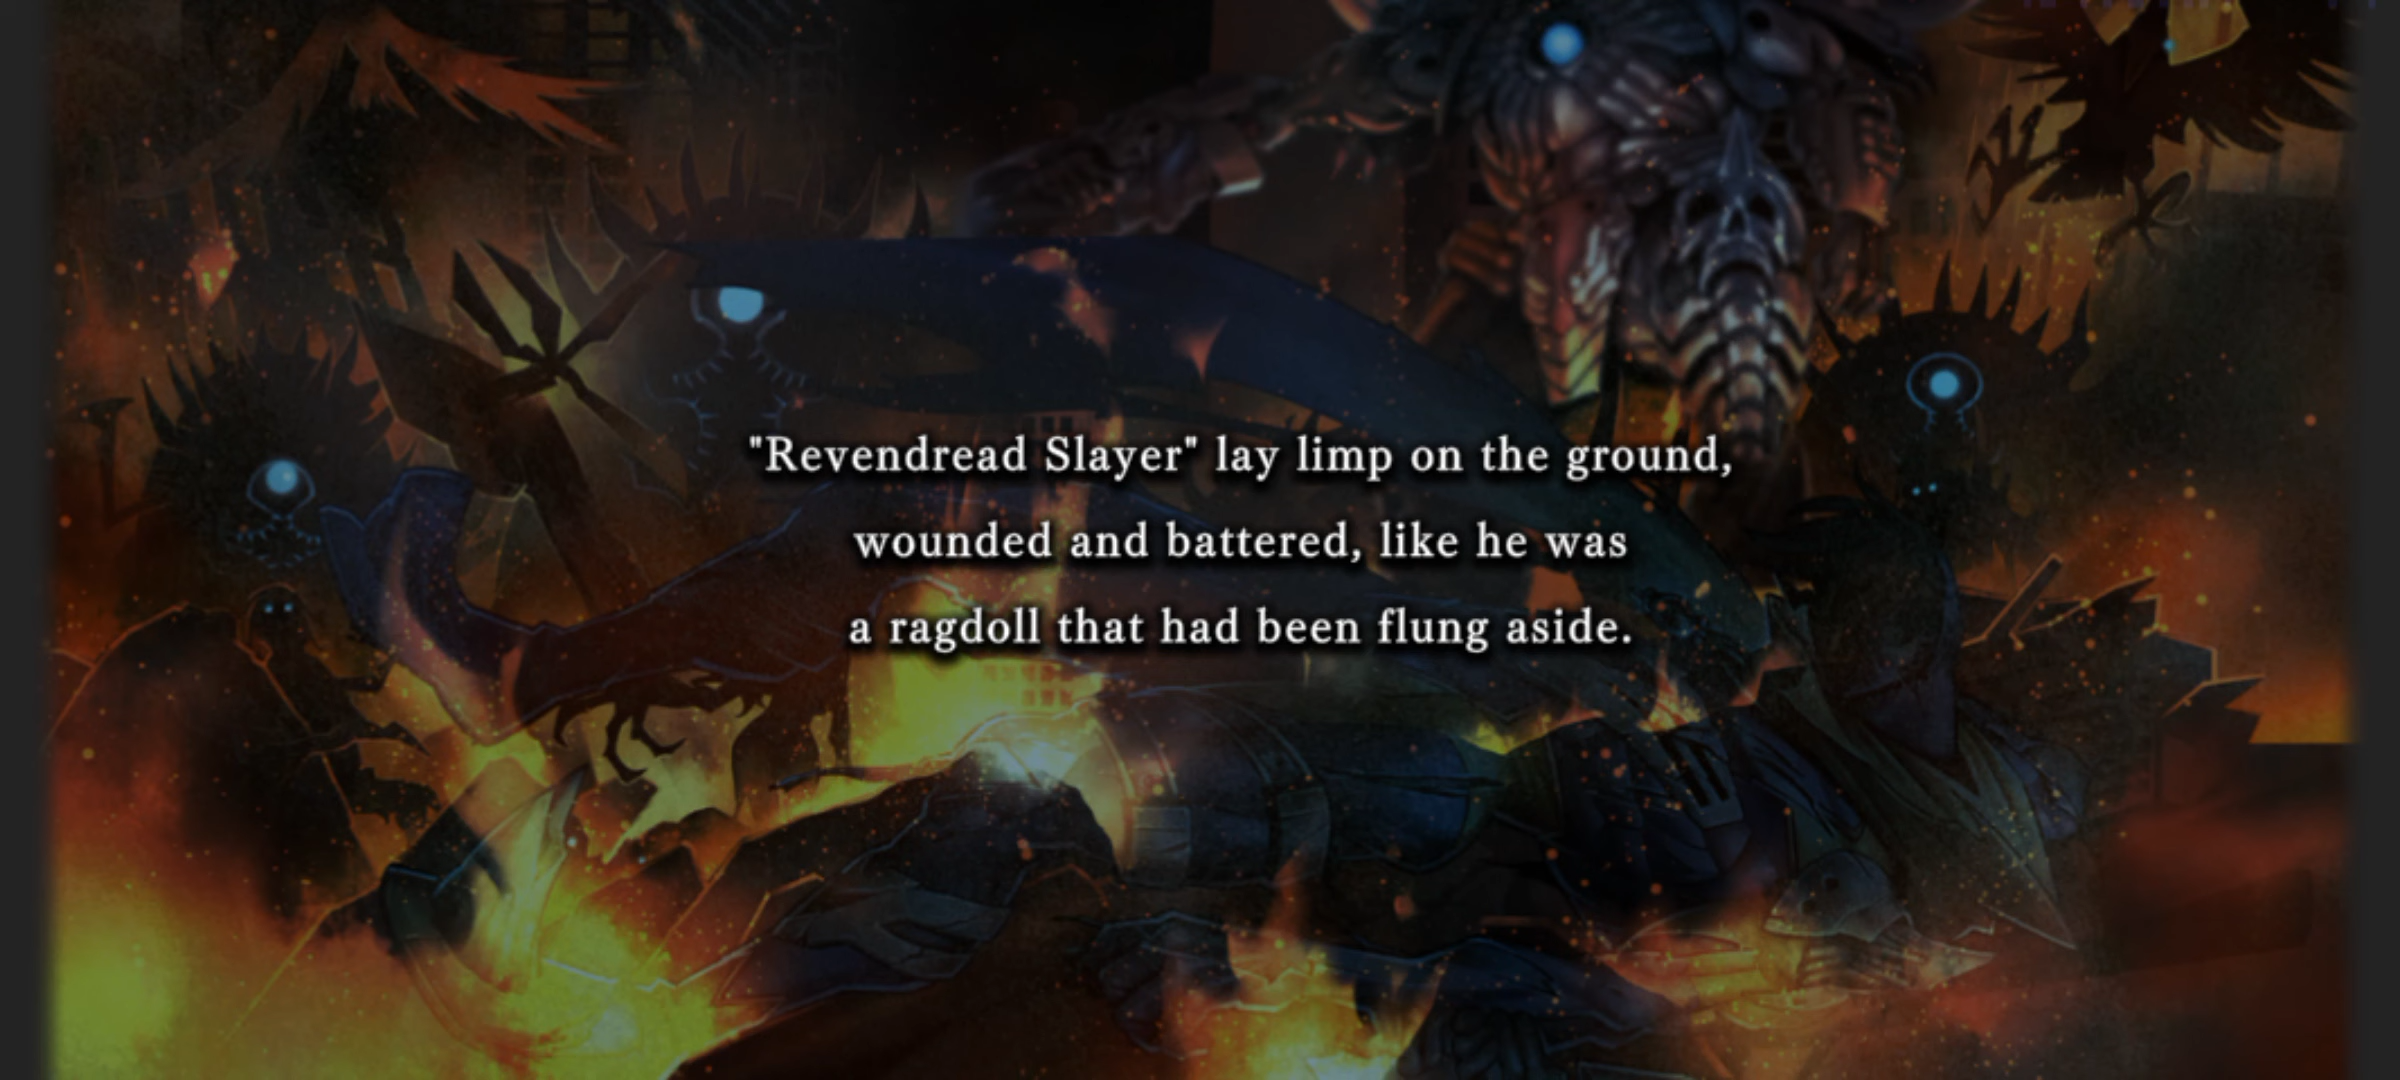 "Revendread Slayer" lay limp on the ground,
wounded and battered, like he was
a ragdoll that had been flung aside.